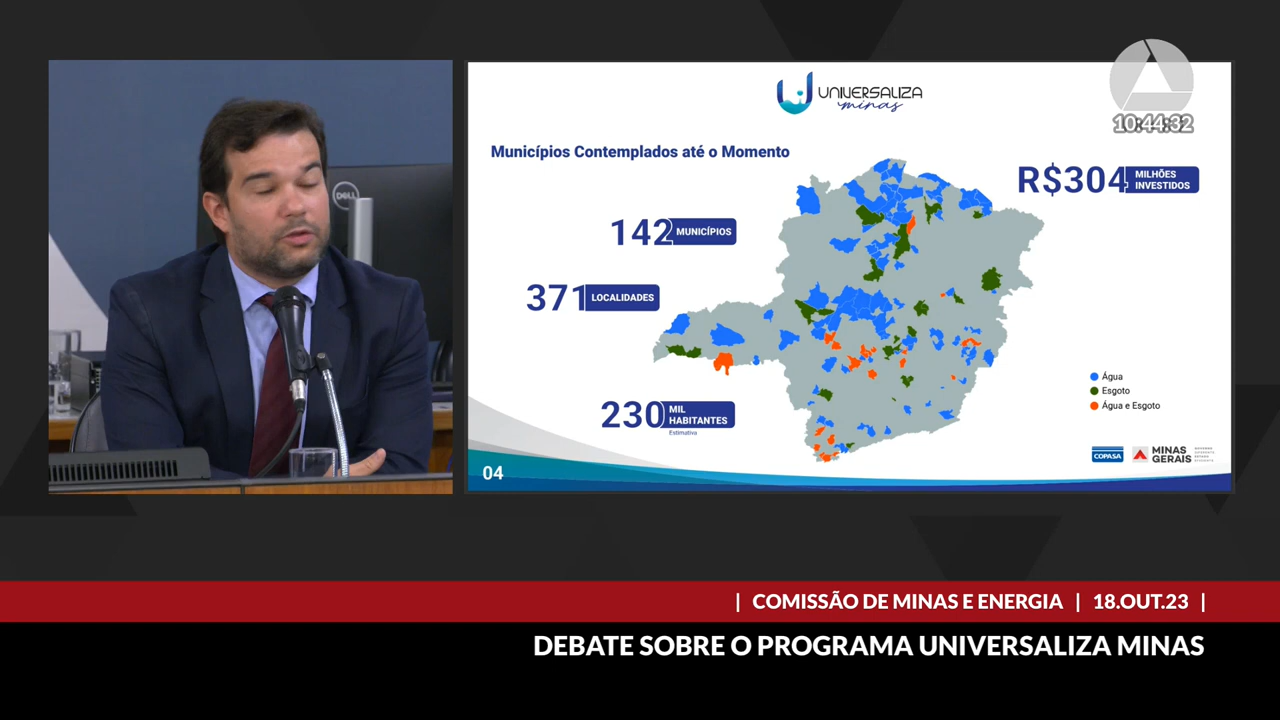 DELL
UNIVERSALIZA
minas
10:44:32
Municípios Contemplados até o Momento
R$304 MILHÕES
INVESTIDOS
142 MUNICÍPIOS
371 LOCALIDADES
230 MIL
HABITANTES
Estimativa
Água
Esgoto
Água e Esgoto
COPASA
MINAS
GERAIS
04
| COMISSÃO DE MINAS E ENERGIA | 18.OUT.23 |
DEBATE SOBRE O PROGRAMA UNIVERSALIZA MINAS